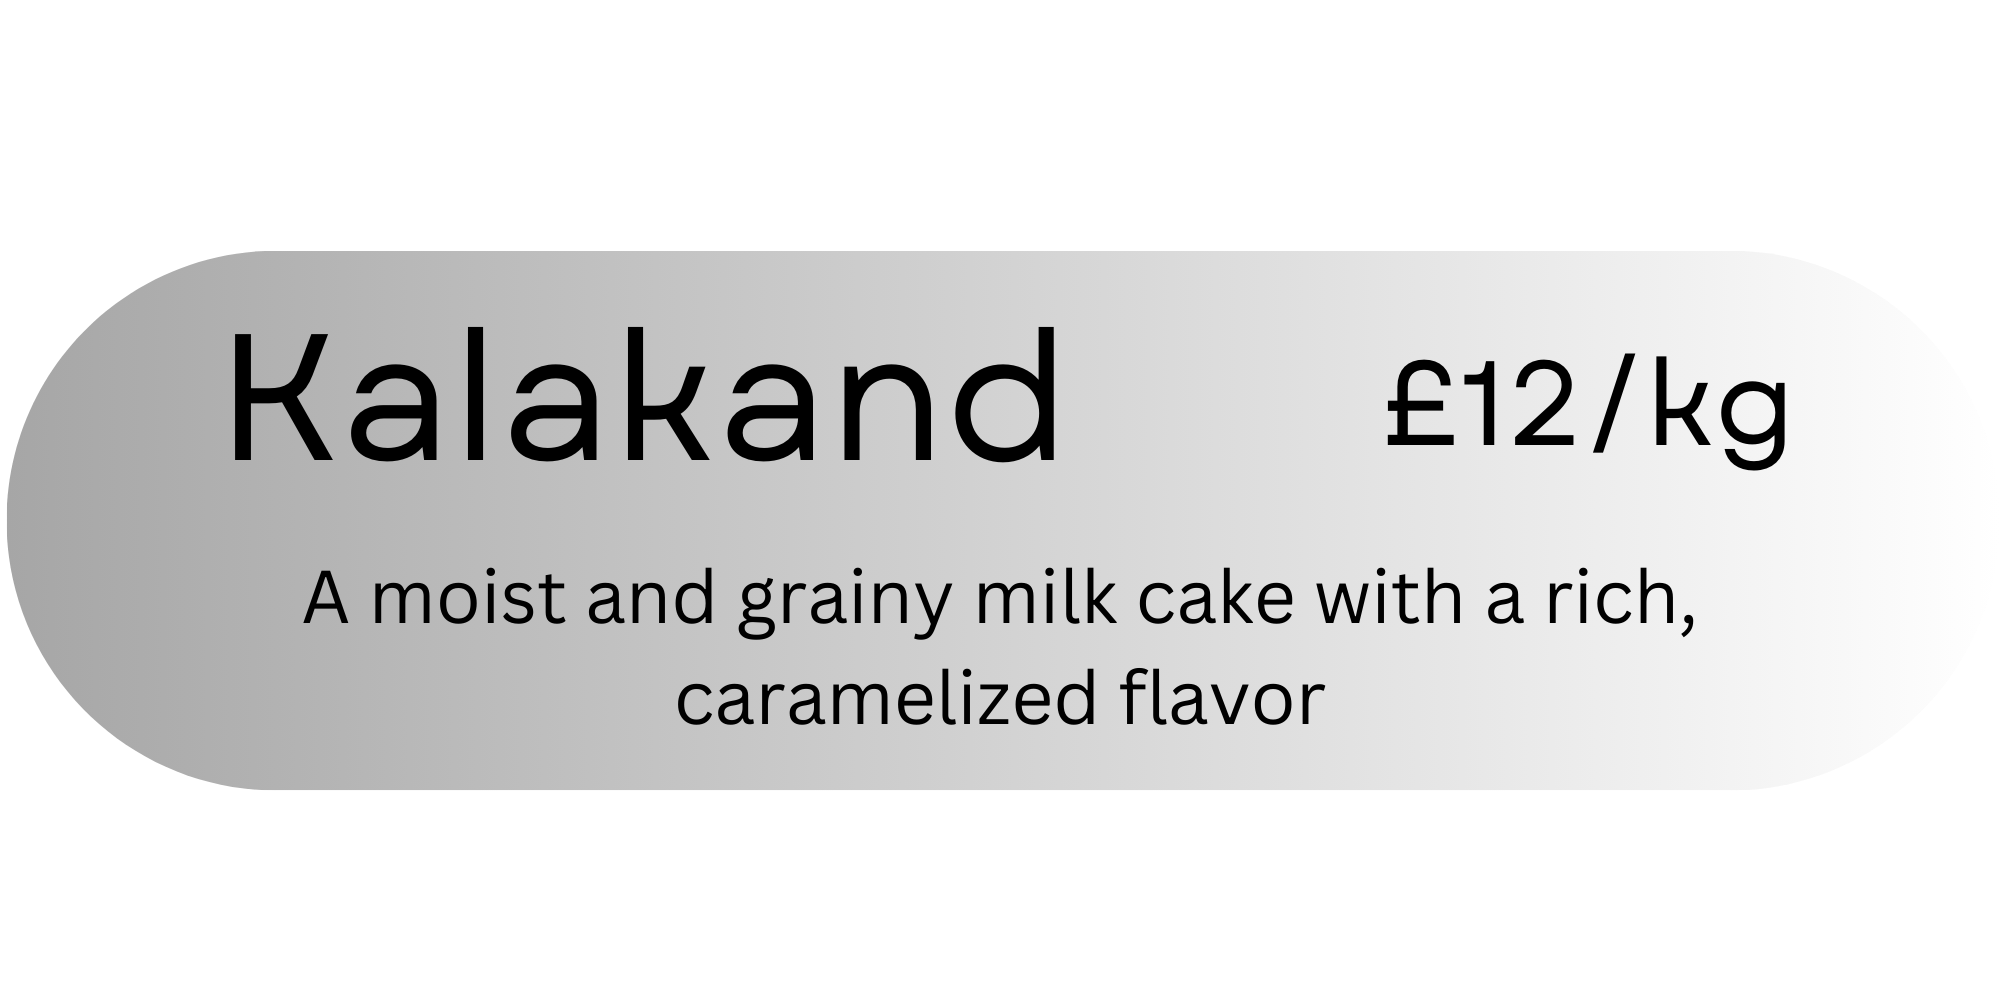 Kalakand £12/kg
A moist and grainy milk cake with a rich,
caramelized flavor